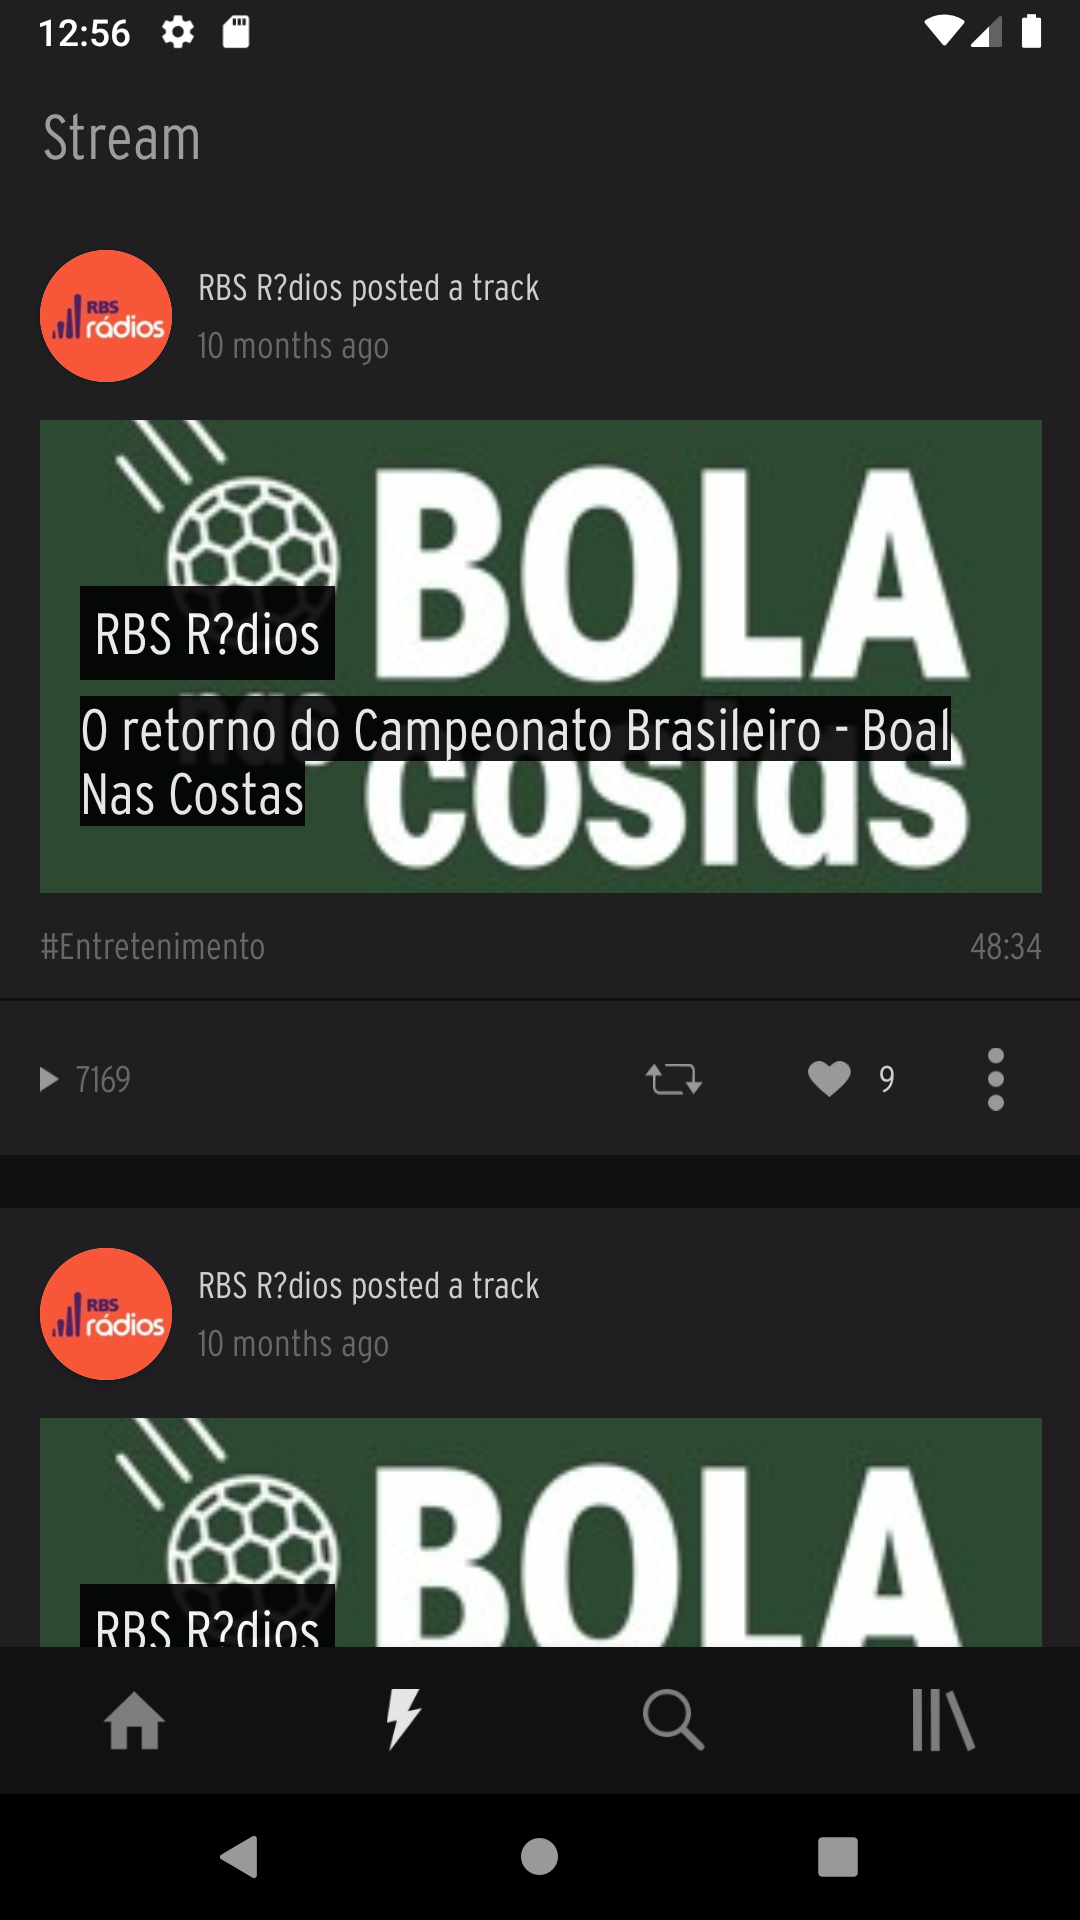 12:56
Stream
RBS R?dios posted a track
10 months ago
RBS
rádios
BOLA
nas
costas
RBS R?dios
O retorno do Campeonato Brasileiro - Boal
Nas Costas
#Entretenimento
48:34
7169
9
RBS R?dios posted a track
10 months ago
RBS
rádios
BOLA
RBS R?dios